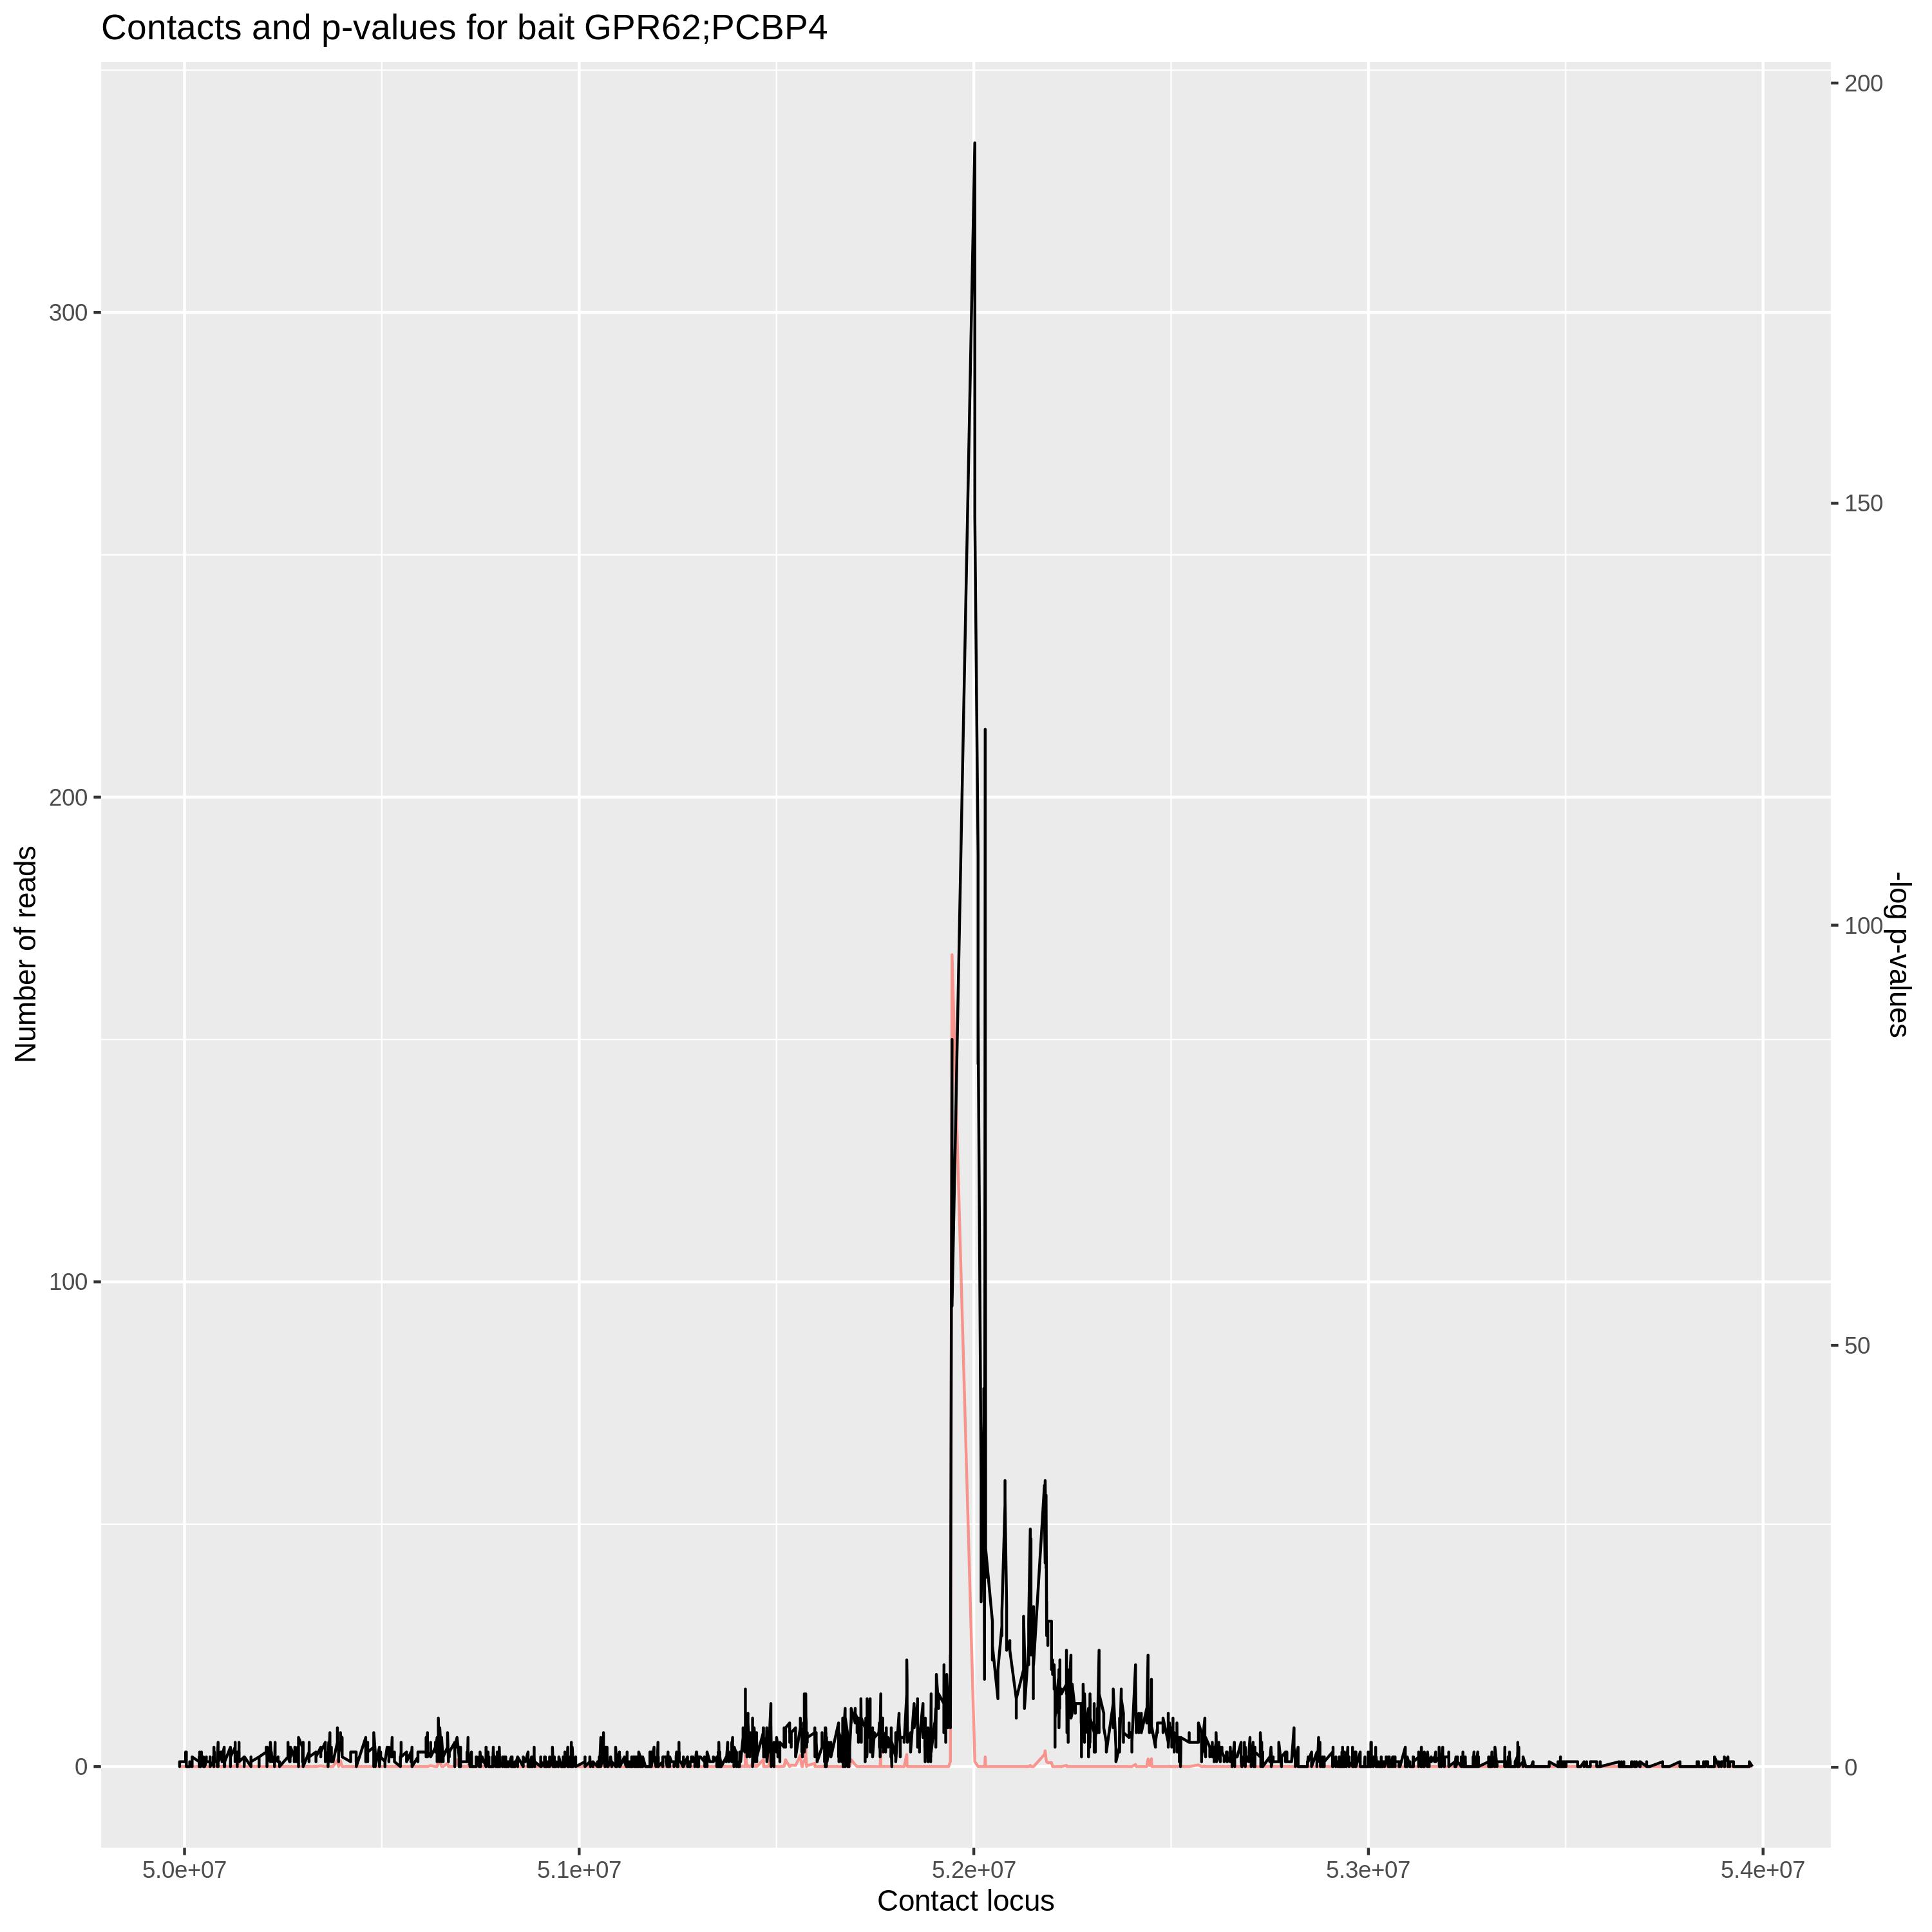 Contacts and p-values for bait GPR62;PCBP4
200
300
150
200
Number of reads
100
-log p-values
100
50
0
0
5.0e+07
5.1e+07
5.2e+07
5.3e+07
5.4e+07
Contact locus